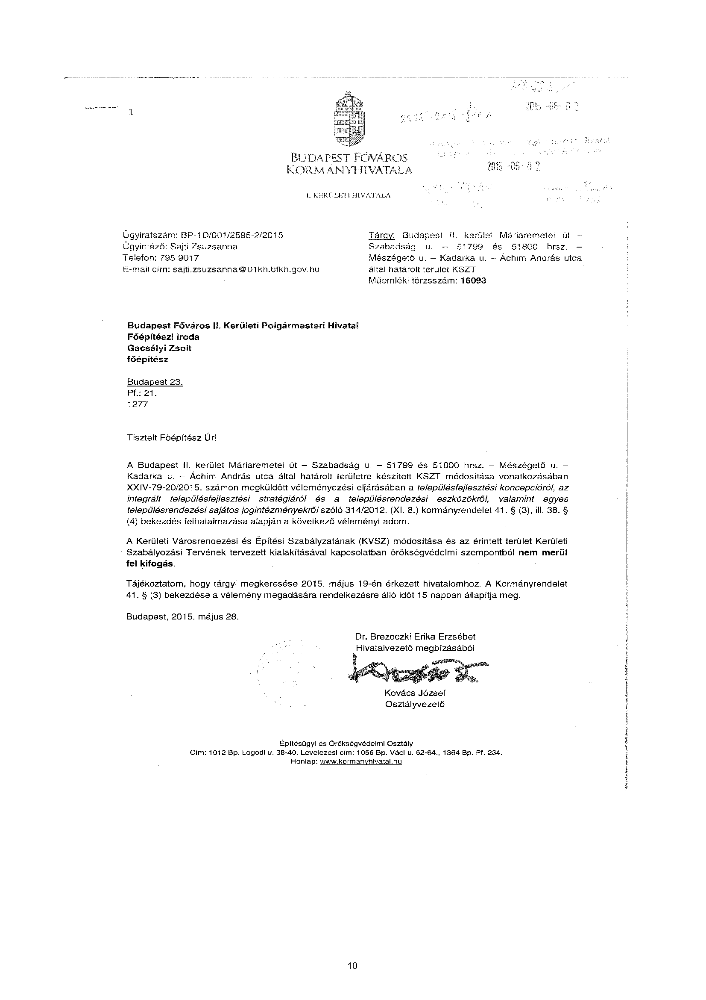 1
2015 -06- 0 2
BUDAPEST FŐVÁROS
KORMÁNYHIVATALA
2015 -06- 0 2
I. KERÜLETI HIVATALA
Ügyiratszám: BP-1D/001/2595-2/2015
Ügyintéző: Sajti Zsuzsanna
Telefon: 795 9017
E-mail cím: sajti.zsuzsanna@01kh.bfkh.gov.hu
Tárgy: Budapest II. kerület Máriaremetei út –
Szabadság u. – 51799 és 51800 hrsz. –
Mészégető u. – Kadarka u. – Áchim András utca
által határolt terület KSZT
Műemléki törzsszám: 16093
Budapest Főváros II. Kerületi Polgármesteri Hivatal
Főépítészi Iroda
Gacsályi Zsolt
főépítész
Budapest 23.
Pf.: 21.
1277
Tisztelt Főépítész Úr!
A Budapest II. kerület Máriaremetei út – Szabadság u. – 51799 és 51800 hrsz. – Mészégető u. –
Kadarka u. – Áchim András utca által határolt területre készített KSZT módosítása vonatkozásában
XXIV-79-20/2015. számon megküldött véleményezési eljárásában a településfejlesztési koncepcióról, az
integrált településfejlesztési stratégiáról és a településrendezési eszközökről, valamint egyes
településrendezési sajátos jogintézményekről szóló 314/2012. (XI. 8.) kormányrendelet 41. § (3), ill. 38. §
(4) bekezdés felhatalmazása alapján a következő véleményt adom.
A Kerületi Városrendezési és Építési Szabályzatának (KVSZ) módosítása és az érintett terület Kerületi
Szabályozási Tervének tervezett kialakításával kapcsolatban örökségvédelmi szempontból nem merül
fel kifogás.
Tájékoztatom, hogy tárgyi megkeresése 2015. május 19-én érkezett hivatalomhoz. A Kormányrendelet
41. § (3) bekezdése a vélemény megadására rendelkezésre álló időt 15 napban állapítja meg.
Budapest, 2015. május 28.
Dr. Brezoczki Erika Erzsébet
Hivatalvezető megbízásából
Kovács József
Osztályvezető
Építésügyi és Örökségvédelmi Osztály
Cím: 1012 Bp. Logodi u. 38-40. Levelezési cím: 1056 Bp. Váci u. 62-64., 1364 Bp. Pf. 234.
Honlap: www.kormanyhivatal.hu
10